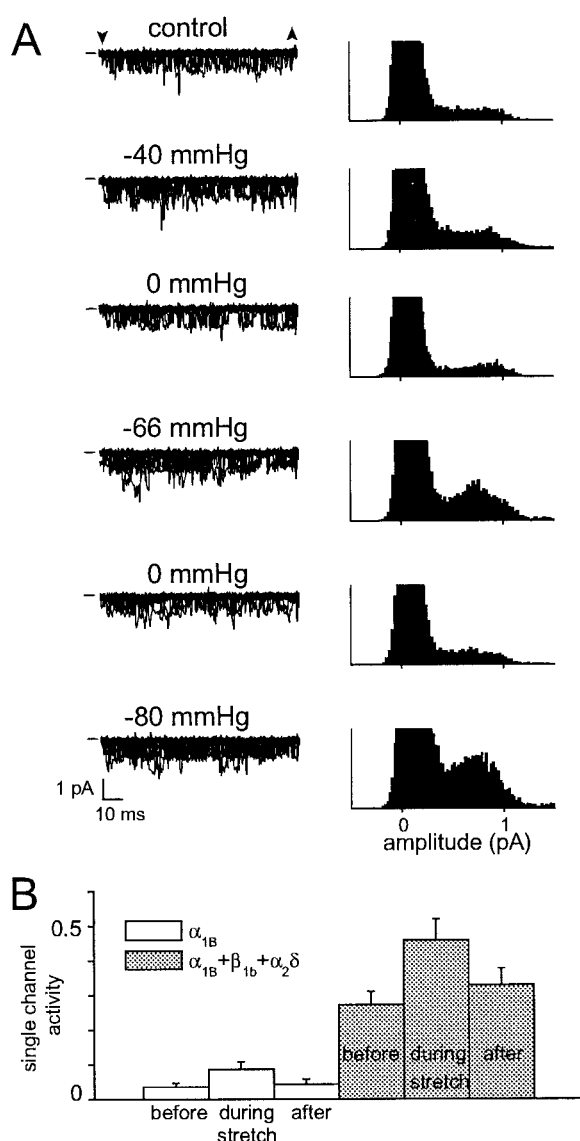 A
control
-40 mmHg
0 mmHg
-66 mmHg
0 mmHg
-80 mmHg
1 pA
10 ms
0 1
amplitude (pA)
B
single channel
activity
0.5
0
α1B
α1B+β1b+α2δ
before during after
stretch
before during after
stretch